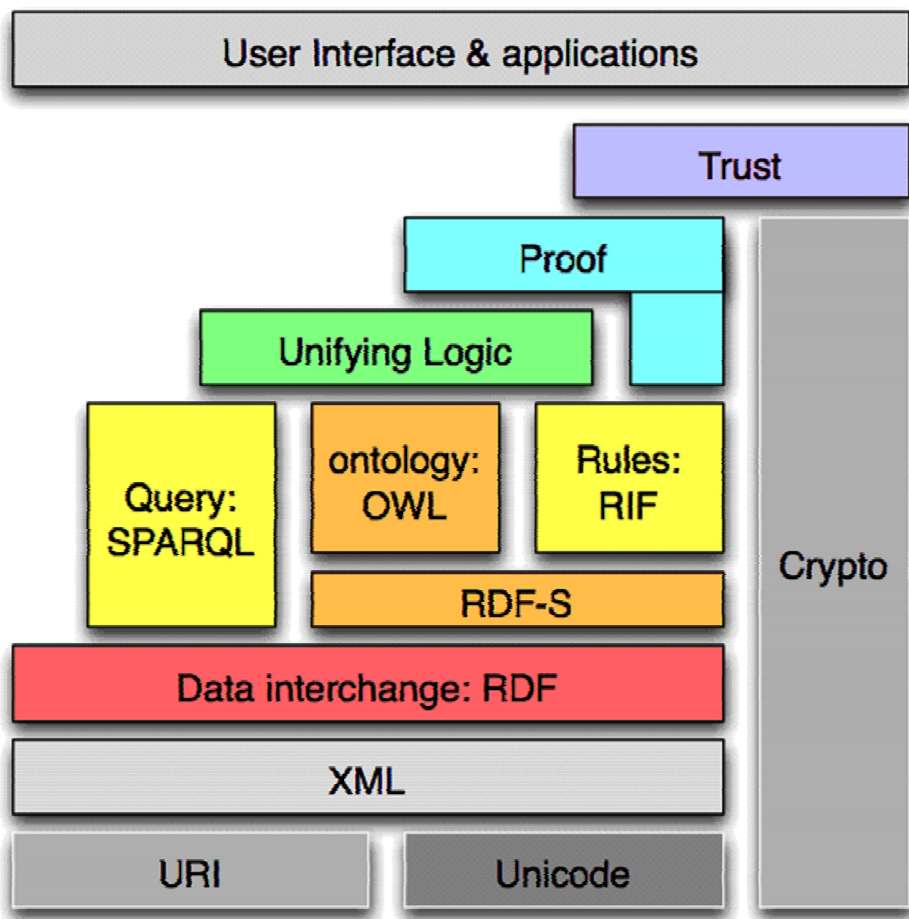 User Interface & applications
Trust
Proof
Unifying Logic
Query:
SPARQL
ontology:
OWL
Rules:
RIF
Crypto
RDF-S
Data interchange: RDF
XML
URI
Unicode